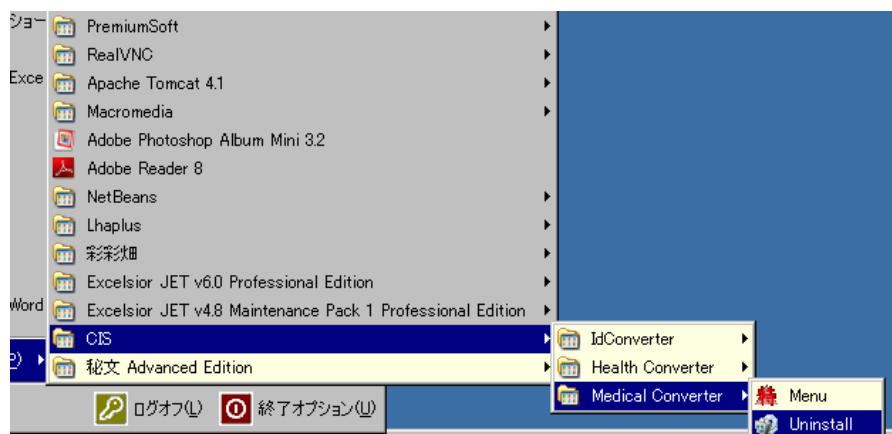 ショー
PremiumSoft
RealVNC
Exce
Apache Tomcat 4.1
Macromedia
Adobe Photoshop Album Mini 3.2
Adobe Reader 8
NetBeans
Lhaplus
彩彩畑
Excelsior JET v6.0 Professional Edition
Word
Excelsior JET v4.8 Maintenance Pack 1 Professional Edition
CIS
IdConverter
P)
秘文 Advanced Edition
Health Converter
Medical Converter
Menu
ログオフ(L)
終了オプション(U)
Uninstall